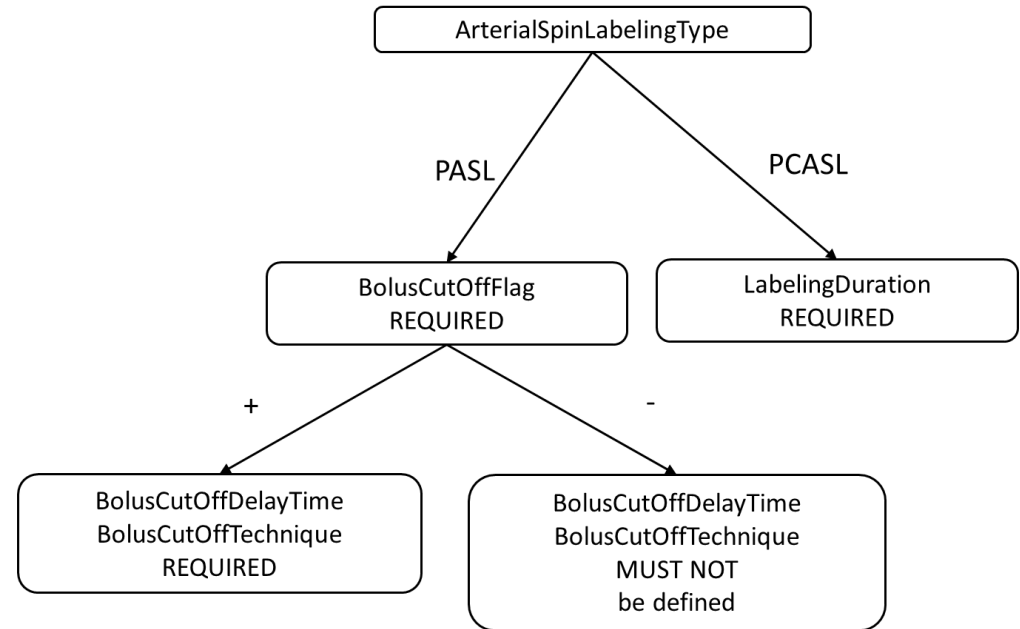 ArterialSpinLabelingType
PASL
PCASL
BolusCutOffFlag
REQUIRED
LabelingDuration
REQUIRED
+
-
BolusCutOffDelayTime
BolusCutOffTechnique
REQUIRED
BolusCutOffDelayTime
BolusCutOffTechnique
MUST NOT
be defined